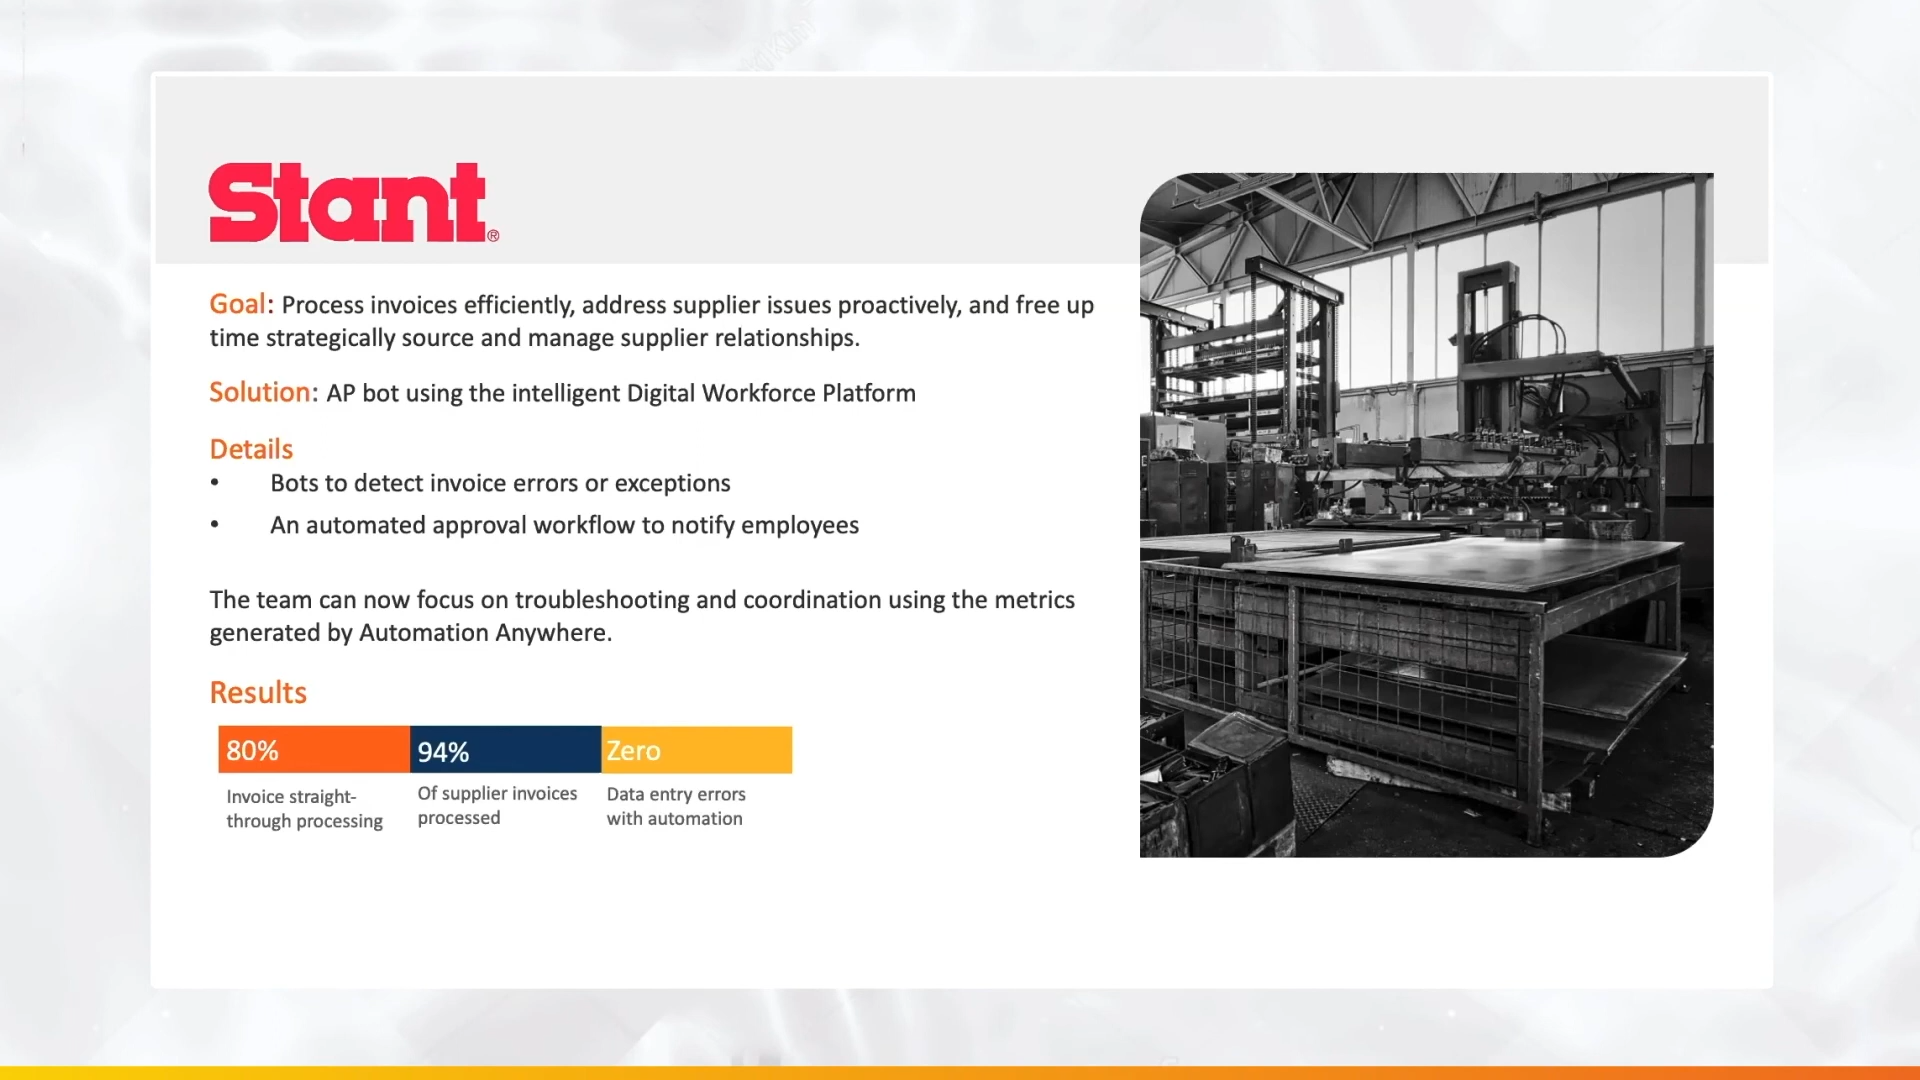 Stant®
Goal: Process invoices efficiently, address supplier issues proactively, and free up
time strategically source and manage supplier relationships.
Solution: AP bot using the intelligent Digital Workforce Platform
Details
• Bots to detect invoice errors or exceptions
• An automated approval workflow to notify employees
The team can now focus on troubleshooting and coordination using the metrics
generated by Automation Anywhere.
Results
80%
Invoice straight-
through processing
94%
Of supplier invoices
processed
Zero
Data entry errors
with automation